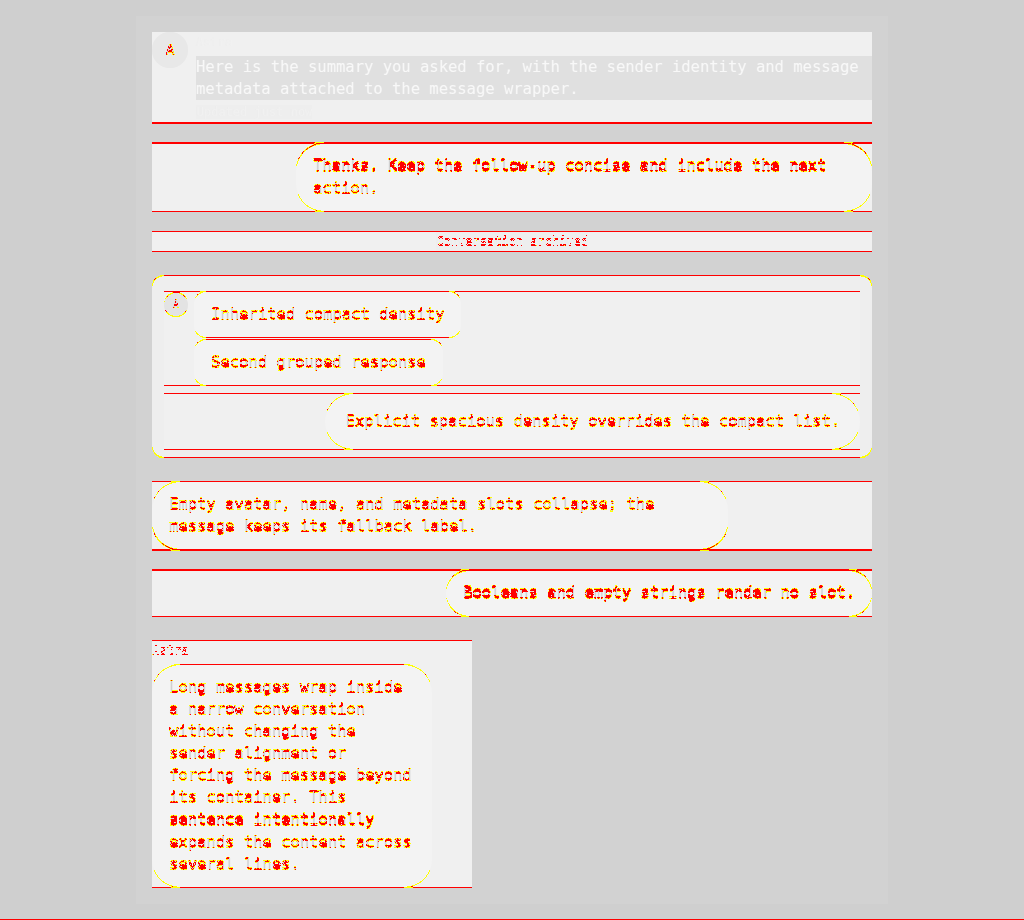 A
Here is the summary you asked for, with the sender identity and message
metadata attached to the message wrapper.
Thanks. Keep the follow-up concise and include the next
action.
Conversation archived
A
Inherited compact density
Second grouped response
Explicit spacious density overrides the compact list.
Empty avatar, name, and metadata slots collapse; the
message keeps its fallback label.
Booleans and empty strings render no slot.
Long messages wrap inside
a narrow conversation
without changing the
sender alignment or
forcing the message beyond
its container. This
sentence intentionally
expands the content across
several lines.